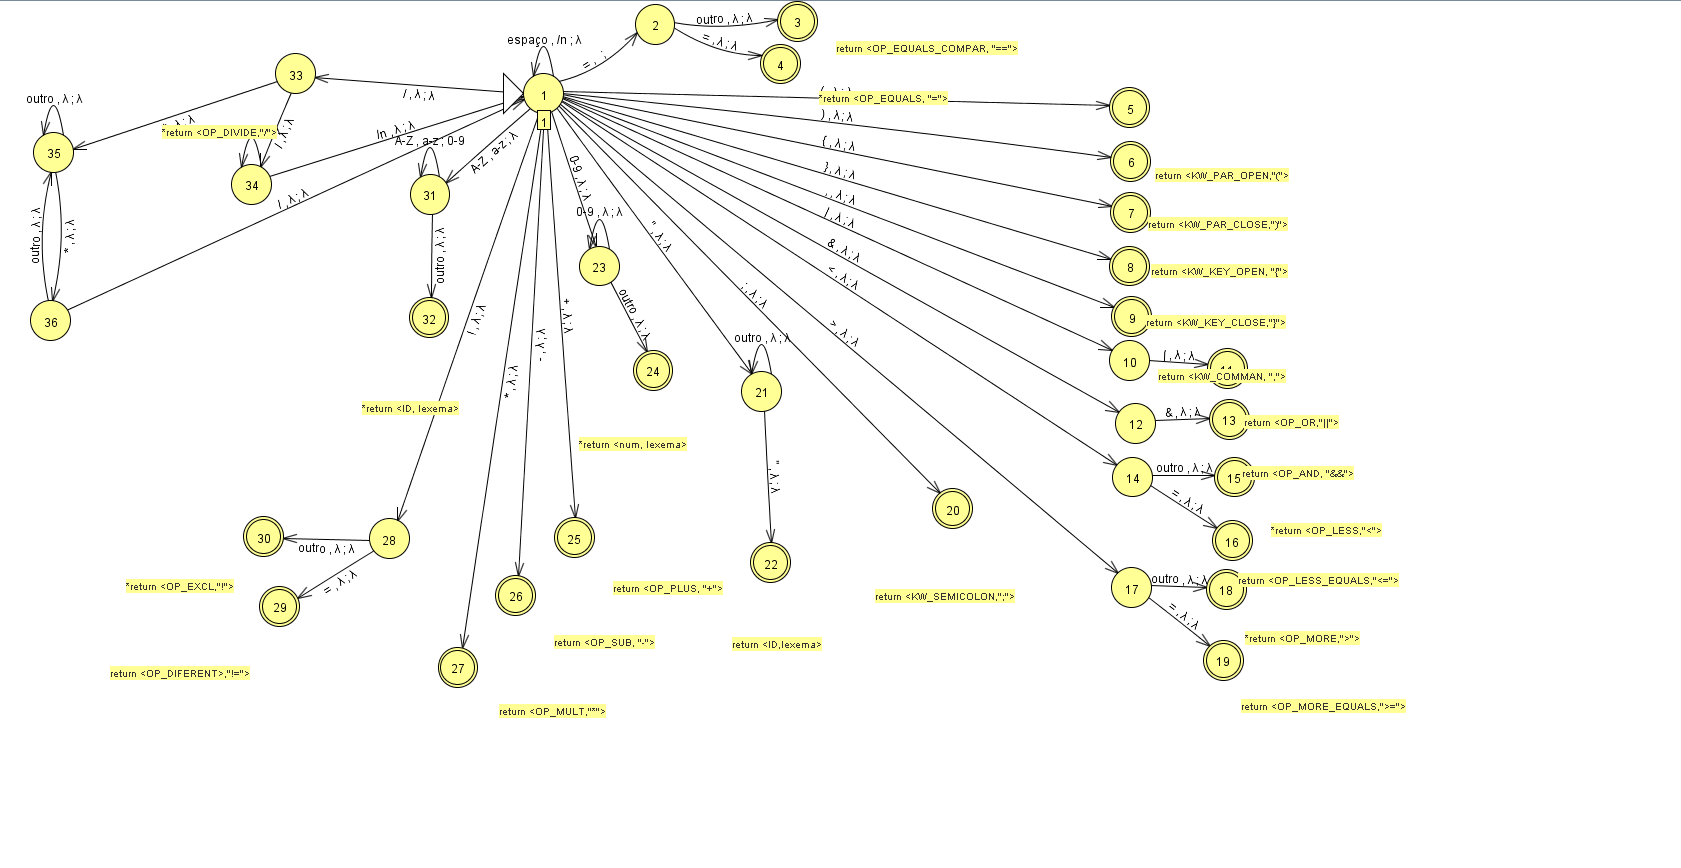 2
outro , λ ; λ
3
= , λ ; λ
4
return <OP_EQUALS_COMPAR, "==">
espaço , /n ; λ
= , ;
33
/ , λ ; λ
1
1
*return <OP_EQUALS, "=">
5
) , λ ; λ
6
return <KW_PAR_OPEN,"(">
{ , λ ; λ
7
return <KW_PAR_CLOSE,")">
} , λ ; λ
8
return <KW_KEY_OPEN, "{">
, , λ ; λ
9
return <KW_KEY_CLOSE,"}">
| , λ ; λ
10
| , λ ; λ
11
return <KW_COMMAN, ",">
& , λ ; λ
12
& , λ ; λ
13
return <OP_OR,"||">
< , λ ; λ
14
outro , λ ; λ
15
return <OP_AND, "&&">
= , λ ; λ
16
*return <OP_LESS,"<">
> , λ ; λ
17
outro , λ ; λ
18
return <OP_LESS_EQUALS,"<=">
= , λ ; λ
19
*return <OP_MORE,">">
return <OP_MORE_EQUALS,">=">
; , λ ; λ
20
return <KW_SEMICOLON,";">
" , λ ; λ
outro , λ ; λ
21
" , λ ; λ
22
return <ID,lexema>
0-9 , λ ; λ
0-9 , λ ; λ
23
outro , λ ; λ
24
*return <num, lexema>
+ , λ ; λ
25
return <OP_PLUS, "+">
- , λ ; λ
26
return <OP_SUB, "-">
* , λ ; λ
27
return <OP_MULT,"*">
! , λ ; λ
28
outro , λ ; λ
30
*return <OP_EXCL,"!">
= , λ ; λ
29
return <OP_DIFERENT>,"!=">
A-Z , a-z ; λ
A-Z , a-z ; 0-9
31
outro , λ ; λ
32
*return <ID, lexema>
outro , λ ; λ
35
*return <OP_DIVIDE,"/">
/ , λ ; λ
34
/n , λ ; λ
outro , λ ; λ
* , λ ; λ
/ , λ ; λ
36